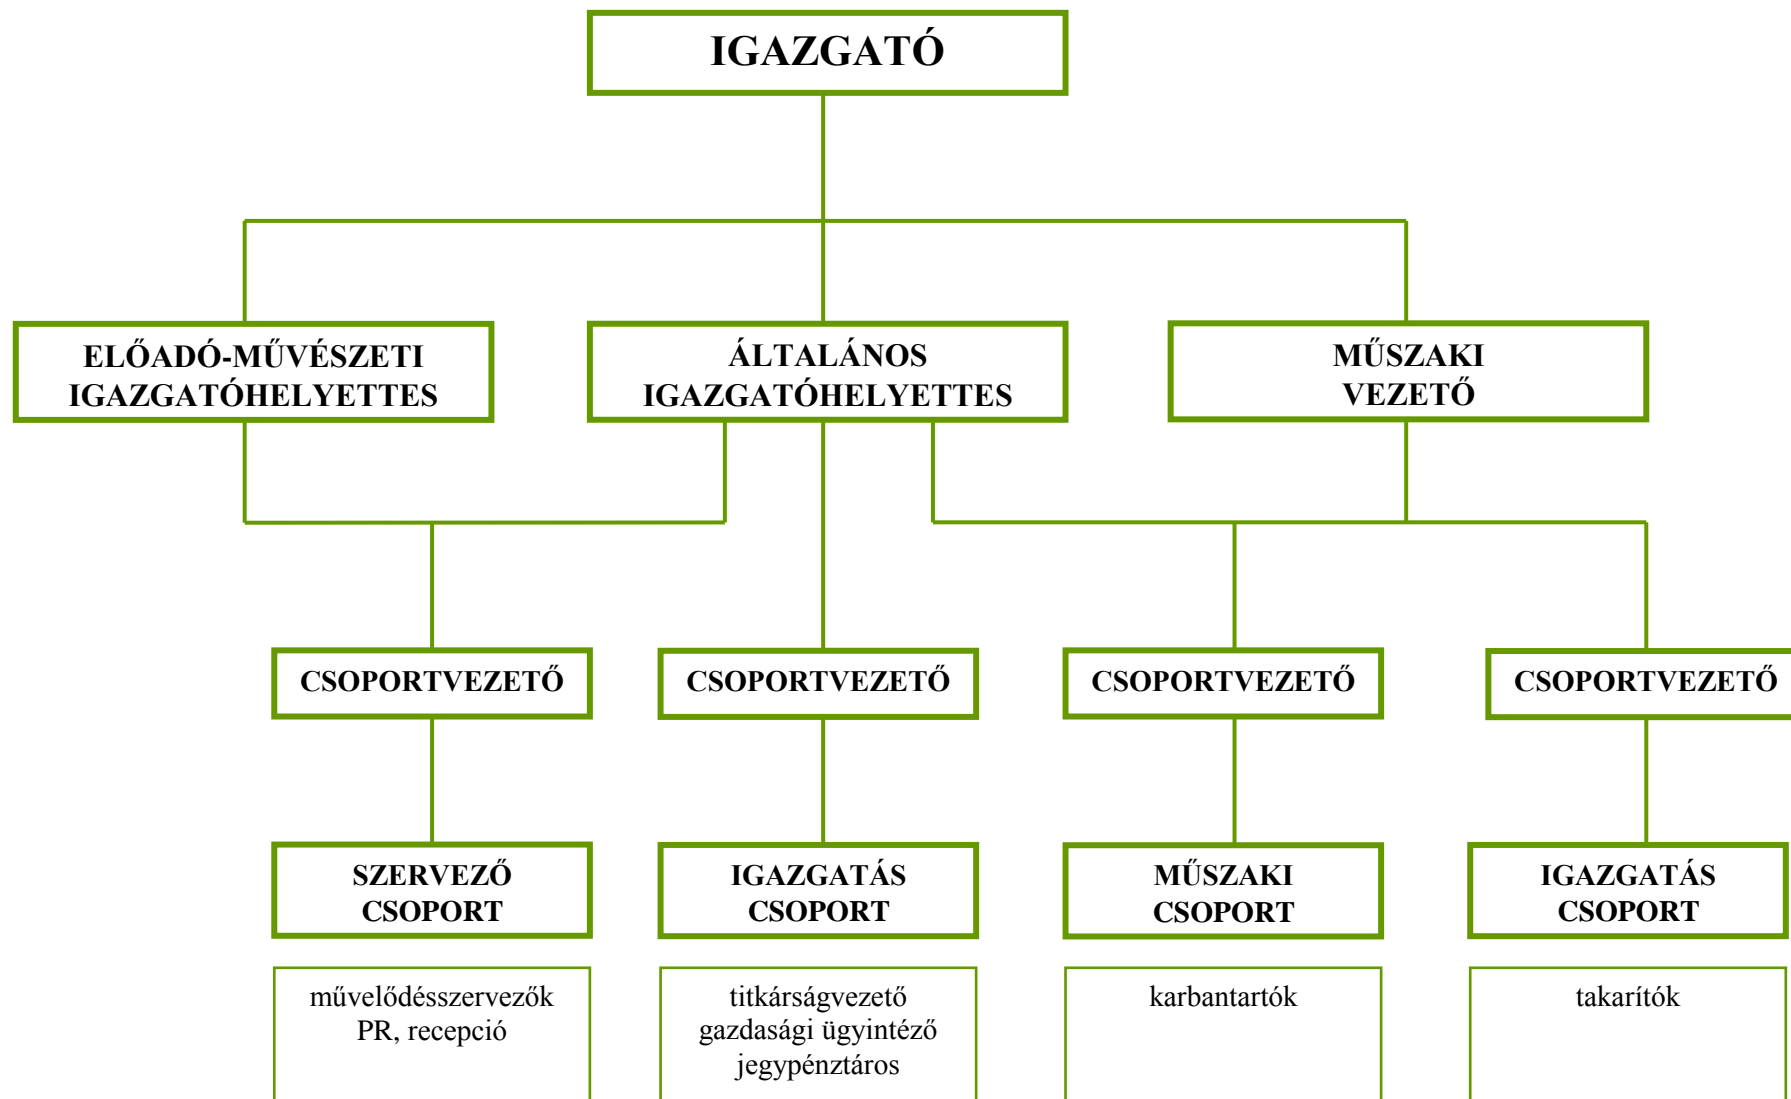 IGAZGATÓ
ELŐADÓ-MŰVÉSZETI
IGAZGATÓHELYETTES
ÁLTALÁNOS
IGAZGATÓHELYETTES
MŰSZAKI
VEZETŐ
CSOPORTVEZETŐ
CSOPORTVEZETŐ
CSOPORTVEZETŐ
CSOPORTVEZETŐ
SZERVEZŐ
CSOPORT
IGAZGATÁS
CSOPORT
MŰSZAKI
CSOPORT
IGAZGATÁS
CSOPORT
művelődésszervezők
PR, recepció
titkárságvezető
gazdasági ügyintéző
jegypénztáros
karbantartók
takarítók